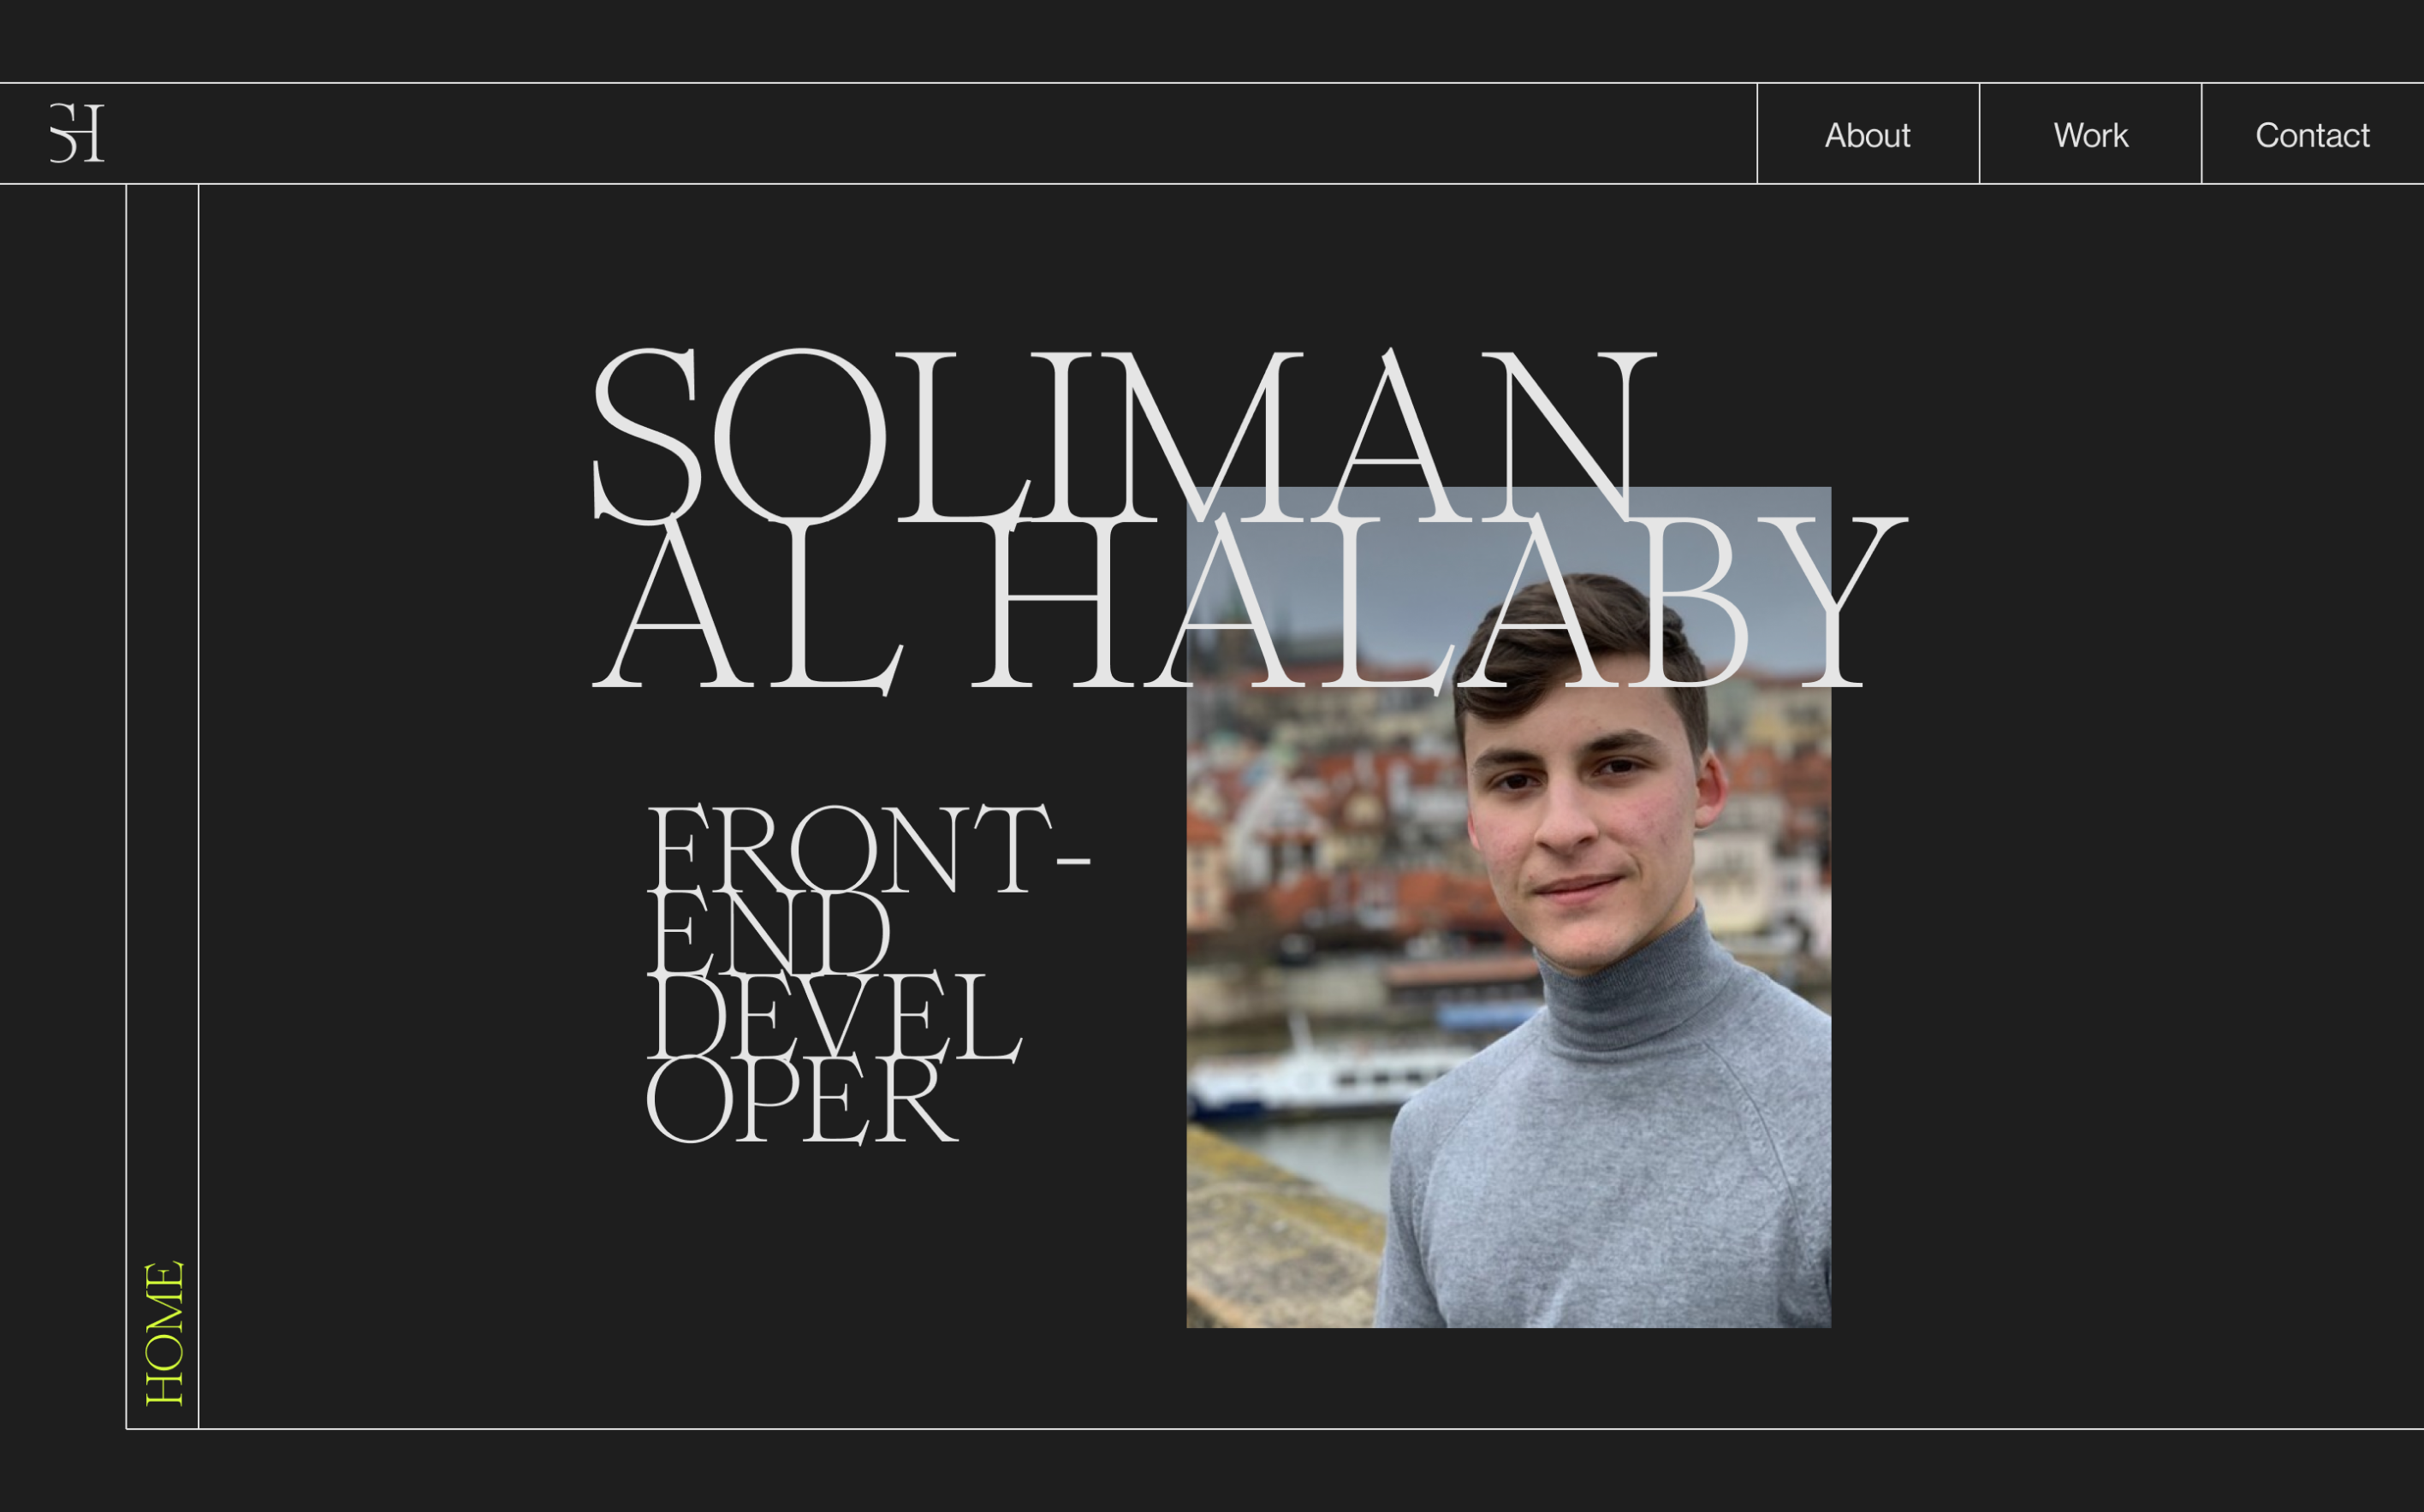 SH
About
Work
Contact
SOLIMAN
AL HALABY
FRONT-
END
DEVEL
OPER
HOME